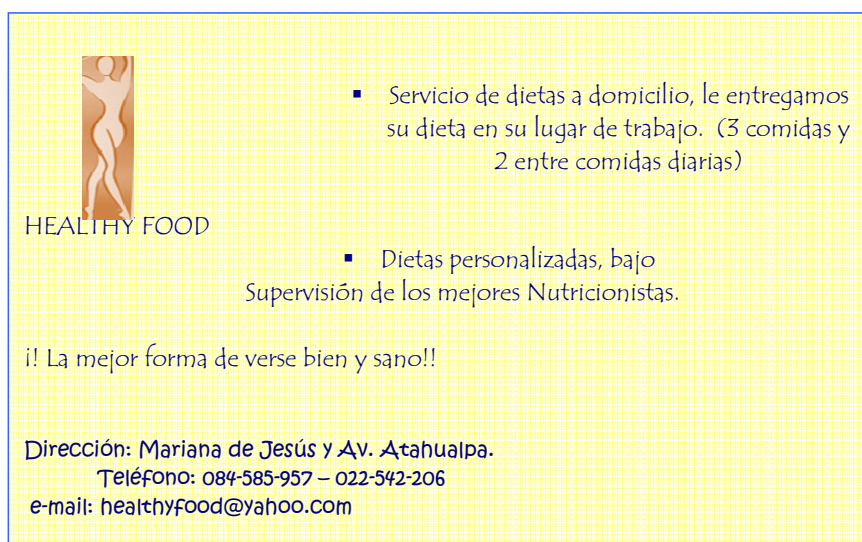 ▪ Servicio de dietas a domicilio, le entregamos
su dieta en su lugar de trabajo. (3 comidas y
2 entre comidas diarias)
HEALTHY FOOD
▪ Dietas personalizadas, bajo
Supervisión de los mejores Nutricionistas.
¡! La mejor forma de verse bien y sano!!
Dirección: Mariana de Jesús y Av. Atahualpa.
Teléfono: 084-585-957 – 022-542-206
e-mail: healthyfood@yahoo.com